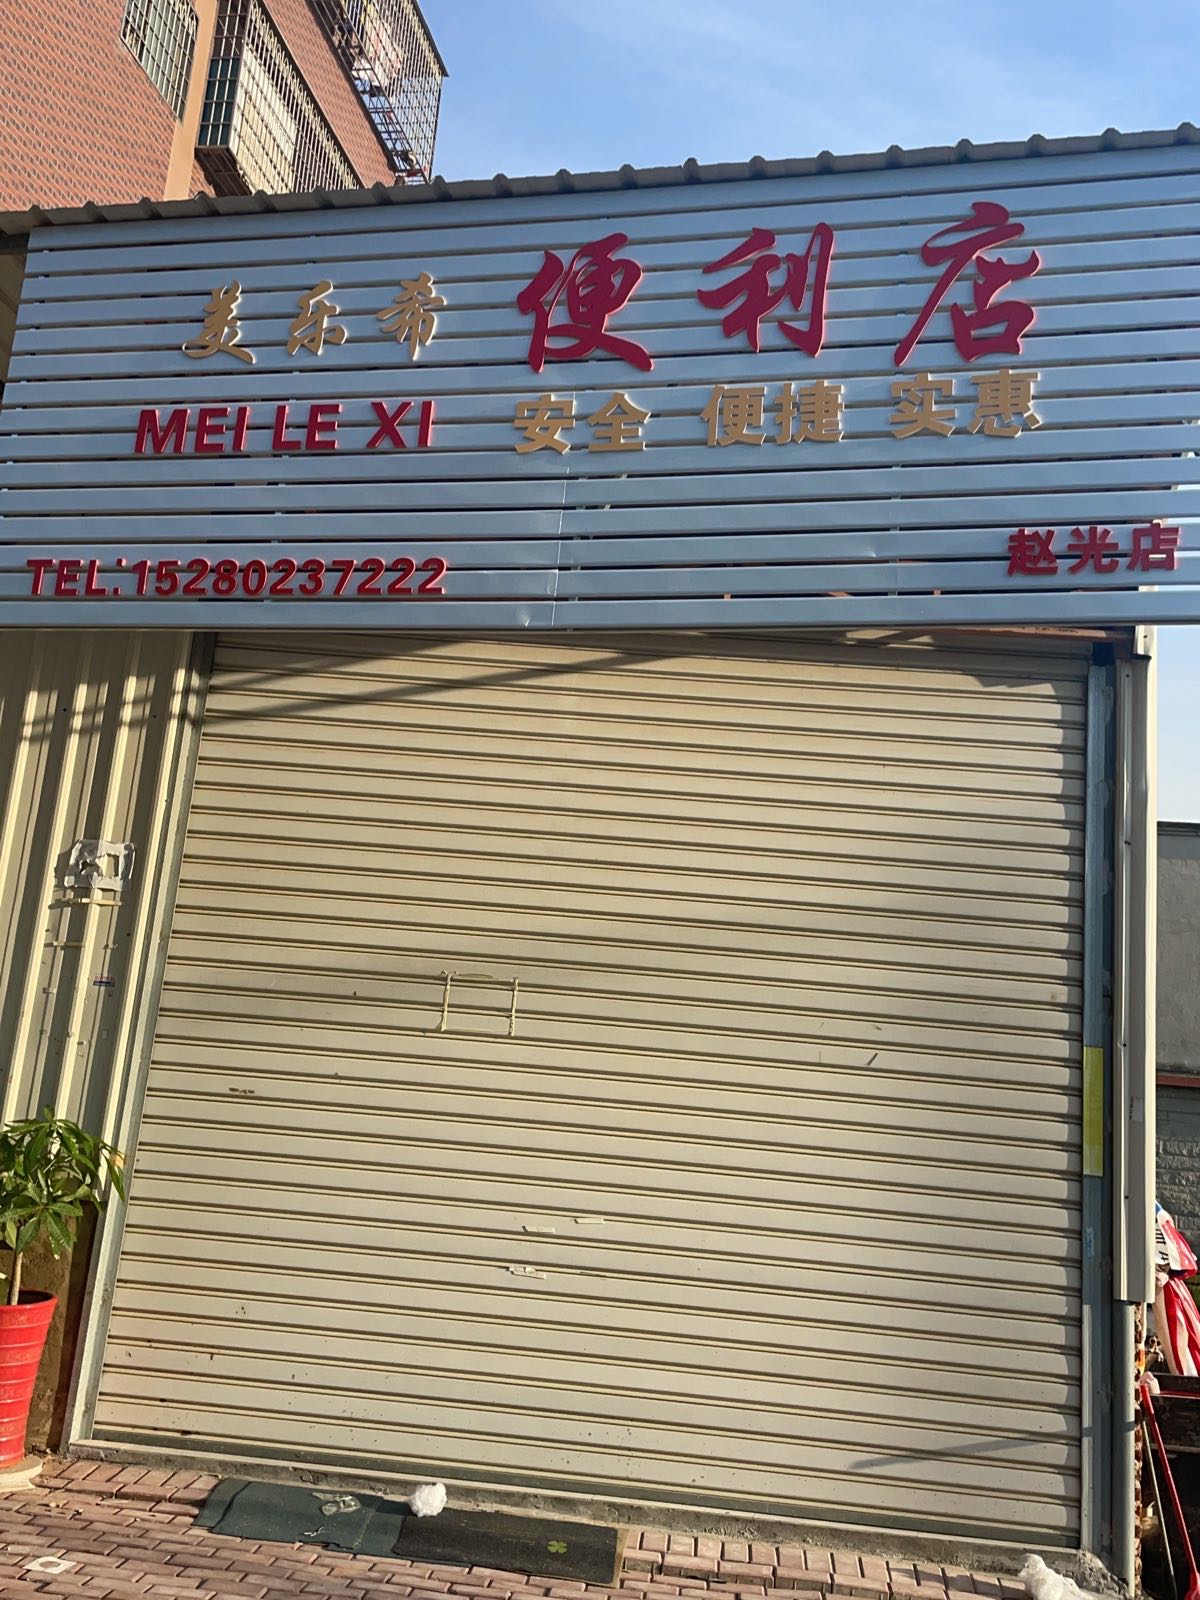 美乐希 便利店
MEI LE XI 安全 便捷 实惠
TEL:15280237222 赵光店